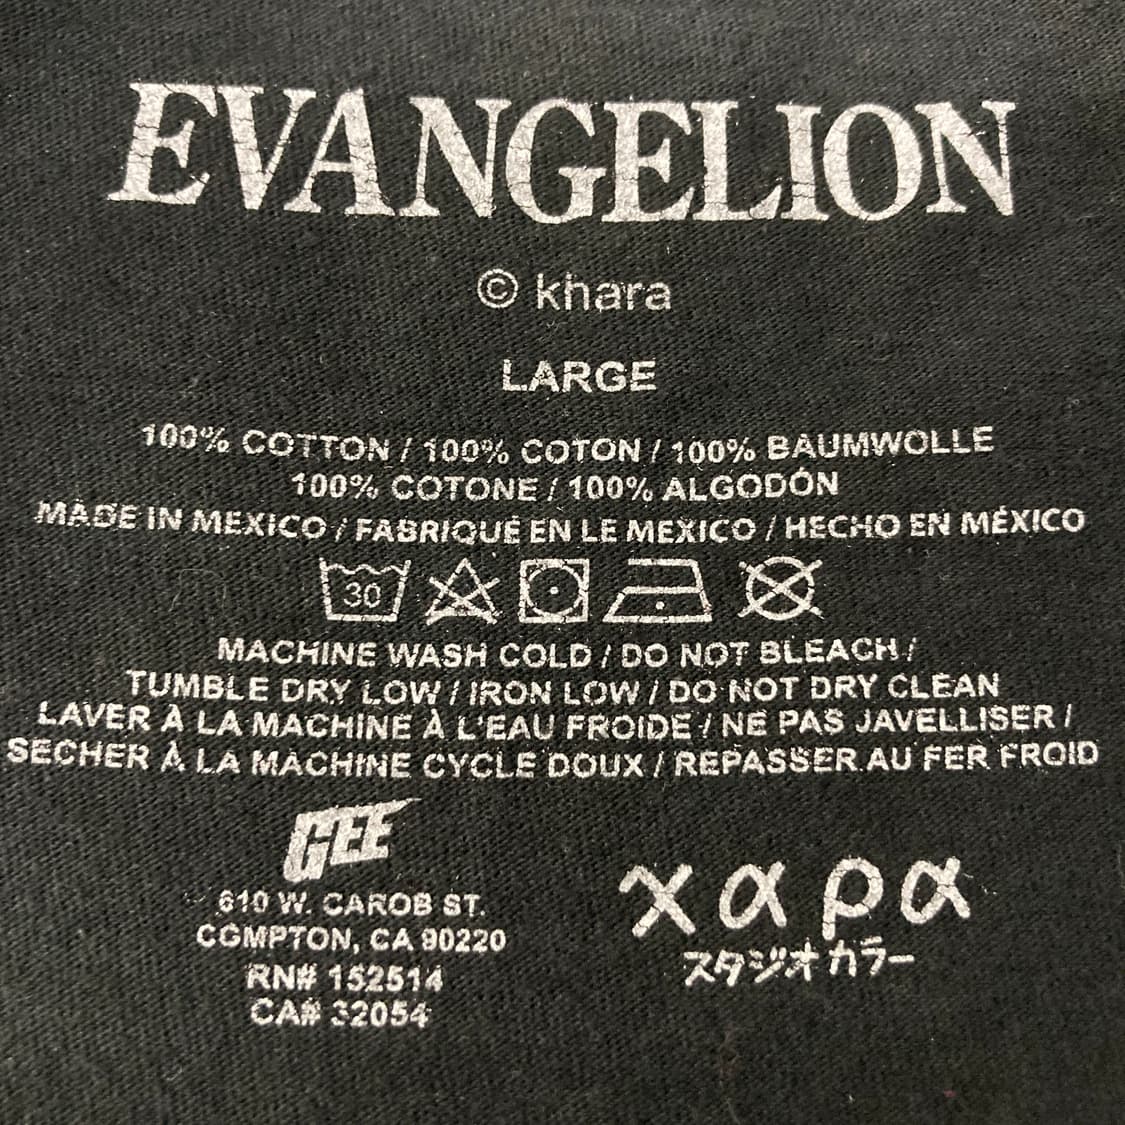 EVANGELION
© khara
LARGE
100% COTTON / 100% COTON / 100% BAUMWOLLE
100% COTONE / 100% ALGODÓN
MADE IN MEXICO / FABRIQUÉ EN LE MEXICO / HECHO EN MÉXICO
30
MACHINE WASH COLD / DO NOT BLEACH /
TUMBLE DRY LOW / IRON LOW / DO NOT DRY CLEAN
LAVER À LA MACHINE À L'EAU FROIDE / NE PAS JAVELLISER /
SECHER À LA MACHINE CYCLE DOUX / REPASSER AU FER FROID
GEE
610 W. CAROB ST.
COMPTON, CA 90220
RN# 152514
CA# 32054
χαρα
スタジオカラー